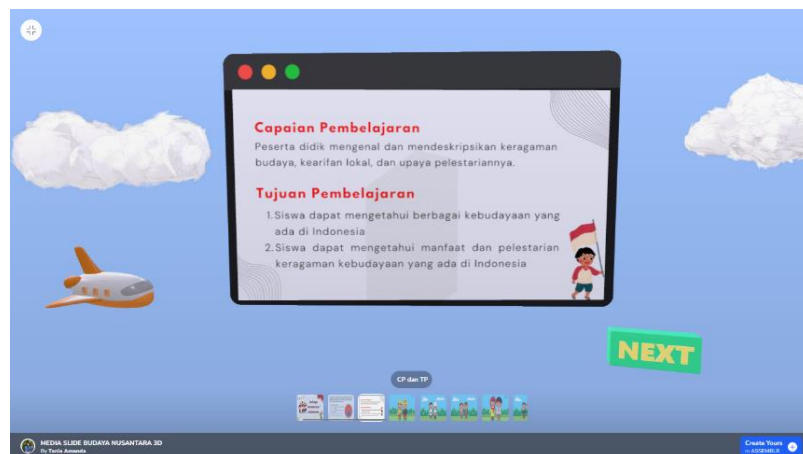 Capaian Pembelajaran
Peserta didik mengenal dan mendeskripsikan keragaman
budaya, kearifan lokal, dan upaya pelestariannya.
Tujuan Pembelajaran
1.Siswa dapat mengetahui berbagai kebudayaan yang
ada di Indonesia
2.Siswa dapat mengetahui manfaat dan pelestarian
keragaman kebudayaan yang ada di Indonesia
NEXT
CP dan TP
MEDIA SLIDE BUDAYA NUSANTARA 3D
By Tania Amanda
Create Yours
in ASSEMBLR